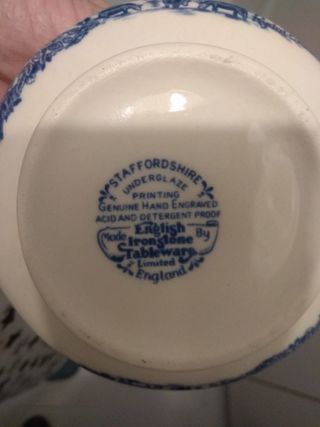 STAFFORDSHIRE
UNDERGLAZE
PRINTING
GENUINE HAND ENGRAVED
ACID AND DETERGENT PROOF
Made English By
Ironstone
Tableware
Limited
England